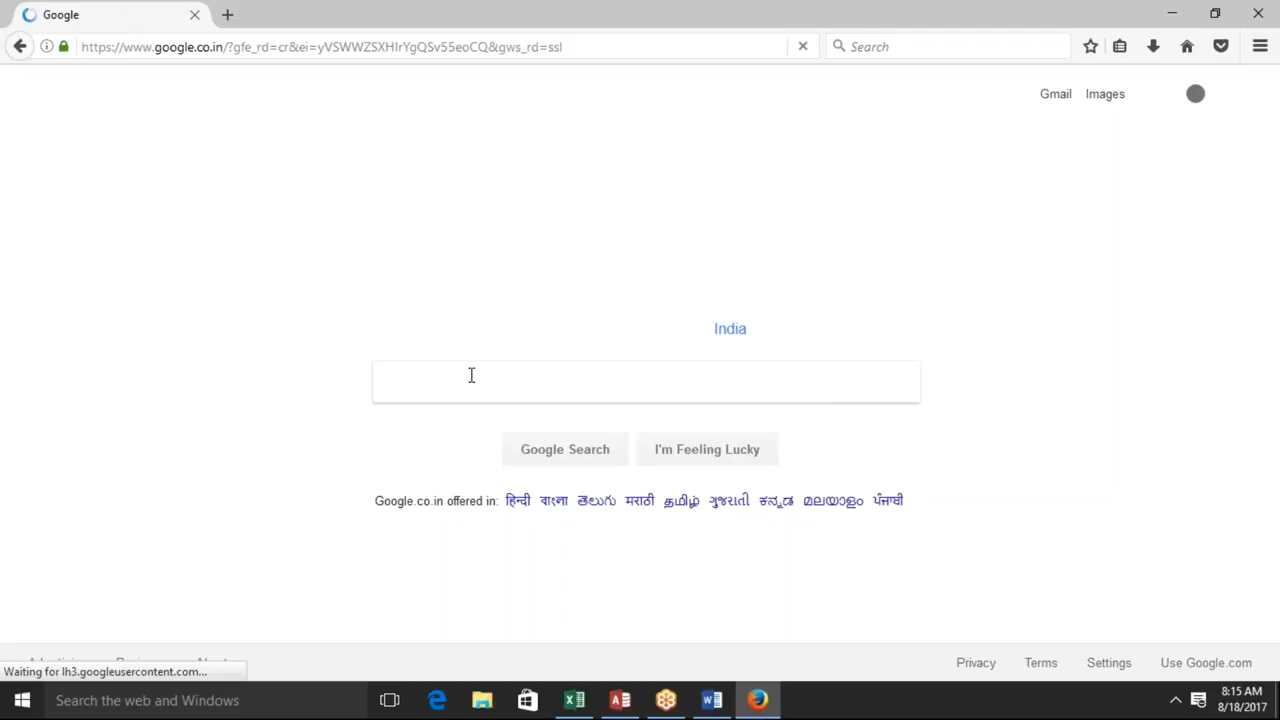 Google
https://www.google.co.in/?gfe_rd=cr&ei=yVSWWZSXHIrYgQSv55eoCQ&gws_rd=ssl
Search
Gmail Images
India
Google Search I'm Feeling Lucky
Google.co.in offered in: हिन्दी বাংলা తెలుగు मराठी தமிழ் ગુજરાતી ಕನ್ನಡ മലയാളം ਪੰਜਾਬੀ
Privacy Terms Settings Use Google.com
Waiting for lh3.googleusercontent.com...
Search the web and Windows
8:15 AM
8/18/2017